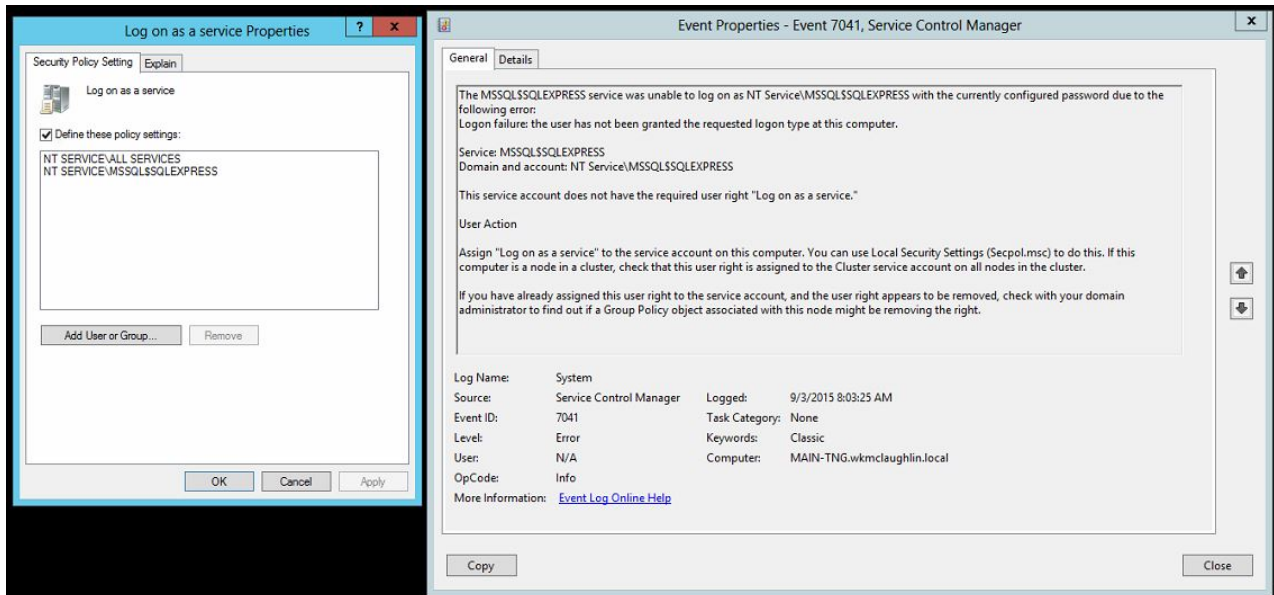 Log on as a service Properties
?
x
Security Policy Setting
Explain
Log on as a service
Define these policy settings:
NT SERVICE\ALL SERVICES
NT SERVICE\MSSQL$SQLEXPRESS
Add User or Group...
Remove
OK
Cancel
Apply
Event Properties - Event 7041, Service Control Manager
x
General
Details
The MSSQL$SQLEXPRESS service was unable to log on as NT Service\MSSQL$SQLEXPRESS with the currently configured password due to the
following error:
Logon failure: the user has not been granted the requested logon type at this computer.
Service: MSSQL$SQLEXPRESS
Domain and account: NT Service\MSSQL$SQLEXPRESS
This service account does not have the required user right "Log on as a service."
User Action
Assign "Log on as a service" to the service account on this computer. You can use Local Security Settings (Secpol.msc) to do this. If this
computer is a node in a cluster, check that this user right is assigned to the Cluster service account on all nodes in the cluster.
If you have already assigned this user right to the service account, and the user right appears to be removed, check with your domain
administrator to find out if a Group Policy object associated with this node might be removing the right.
Log Name: System
Source: Service Control Manager Logged: 9/3/2015 8:03:25 AM
Event ID: 7041 Task Category: None
Level: Error Keywords: Classic
User: N/A Computer: MAIN-TNG.wkmclaughlin.local
OpCode: Info
More Information: Event Log Online Help
Copy
Close